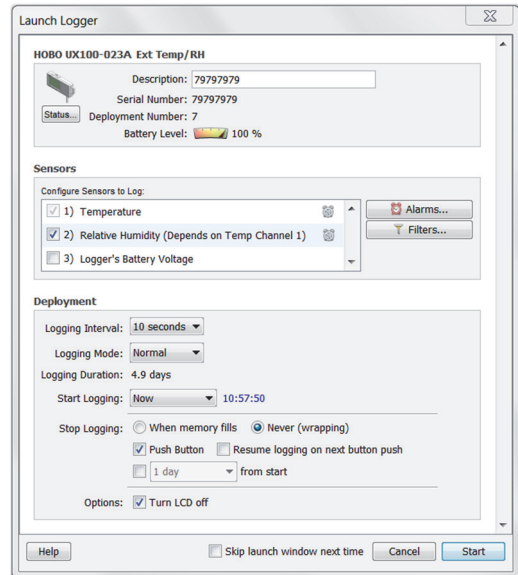 Launch Logger
HOBO UX100-023A Ext Temp/RH
Description: 79797979
Serial Number: 79797979
Status... Deployment Number: 7
Battery Level: 100 %
Sensors
Configure Sensors to Log:
1) Temperature
Alarms...
2) Relative Humidity (Depends on Temp Channel 1)
Filters...
3) Logger's Battery Voltage
Deployment
Logging Interval: 10 seconds
Logging Mode: Normal
Logging Duration: 4.9 days
Start Logging: Now 10:57:50
Stop Logging: When memory fills Never (wrapping)
Push Button Resume logging on next button push
1 day from start
Options: Turn LCD off
Help Skip launch window next time Cancel Start